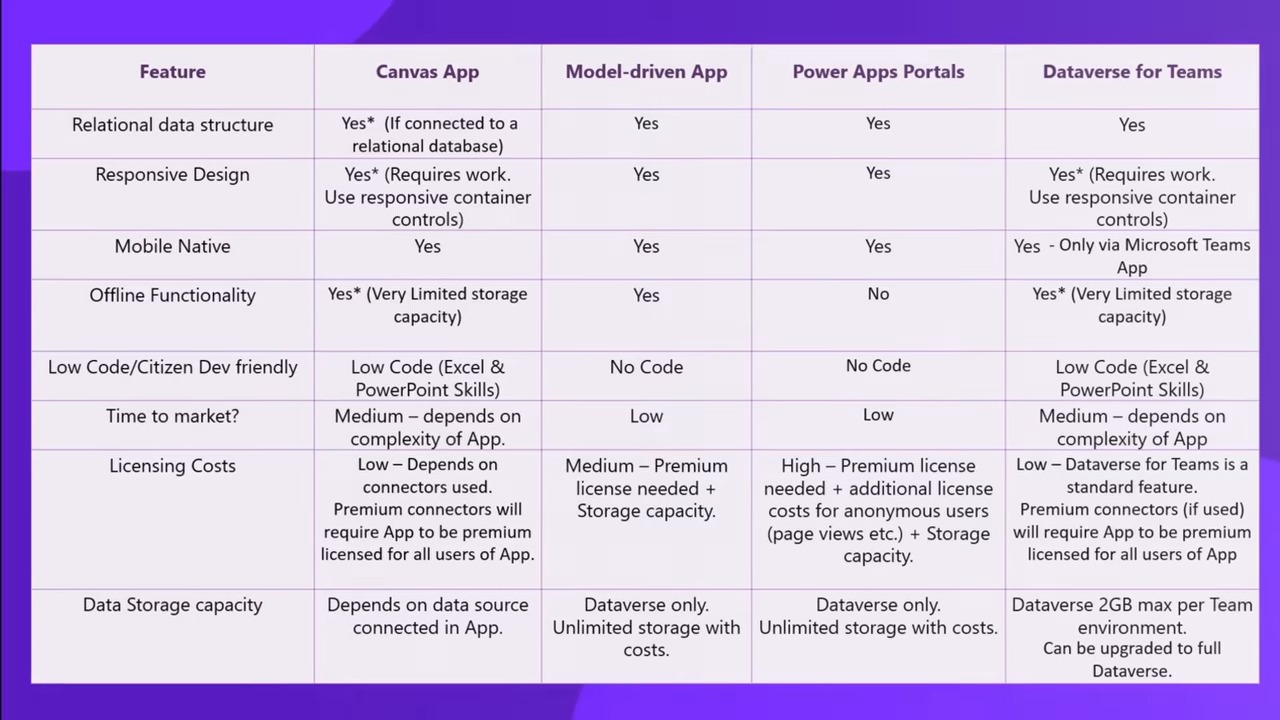 Feature
Canvas App
Model-driven App
Power Apps Portals
Dataverse for Teams
Relational data structure
Yes* (If connected to a
relational database)
Yes
Yes
Yes
Responsive Design
Yes* (Requires work.
Use responsive container
controls)
Yes
Yes
Yes* (Requires work.
Use responsive container
controls)
Mobile Native
Yes
Yes
Yes
Yes - Only via Microsoft Teams
App
Offline Functionality
Yes* (Very Limited storage
capacity)
Yes
No
Yes* (Very Limited storage
capacity)
Low Code/Citizen Dev friendly
Low Code (Excel &
PowerPoint Skills)
No Code
No Code
Low Code (Excel &
PowerPoint Skills)
Time to market?
Medium – depends on
complexity of App.
Low
Low
Medium – depends on
complexity of App
Licensing Costs
Low – Depends on
connectors used.
Premium connectors will
require App to be premium
licensed for all users of App.
Medium – Premium
license needed +
Storage capacity.
High – Premium license
needed + additional license
costs for anonymous users
(page views etc.) + Storage
capacity.
Low – Dataverse for Teams is a
standard feature.
Premium connectors (if used)
will require App to be premium
licensed for all users of App
Data Storage capacity
Depends on data source
connected in App.
Dataverse only.
Unlimited storage with
costs.
Dataverse only.
Unlimited storage with costs.
Dataverse 2GB max per Team
environment.
Can be upgraded to full
Dataverse.